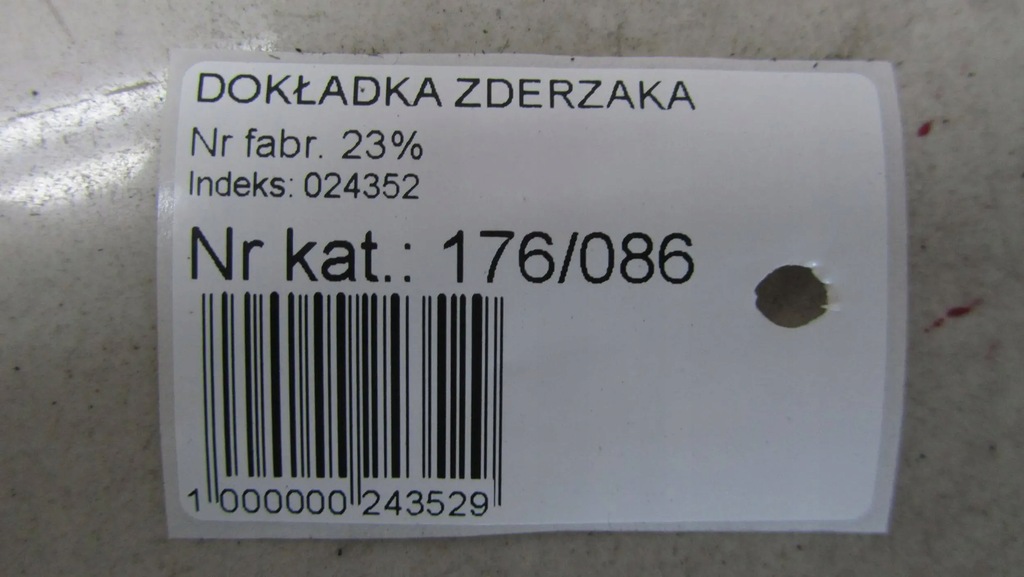 DOKŁADKA ZDERZAKA
Nr fabr. 23%
Indeks: 024352
Nr kat.: 176/086
1 000000 243529